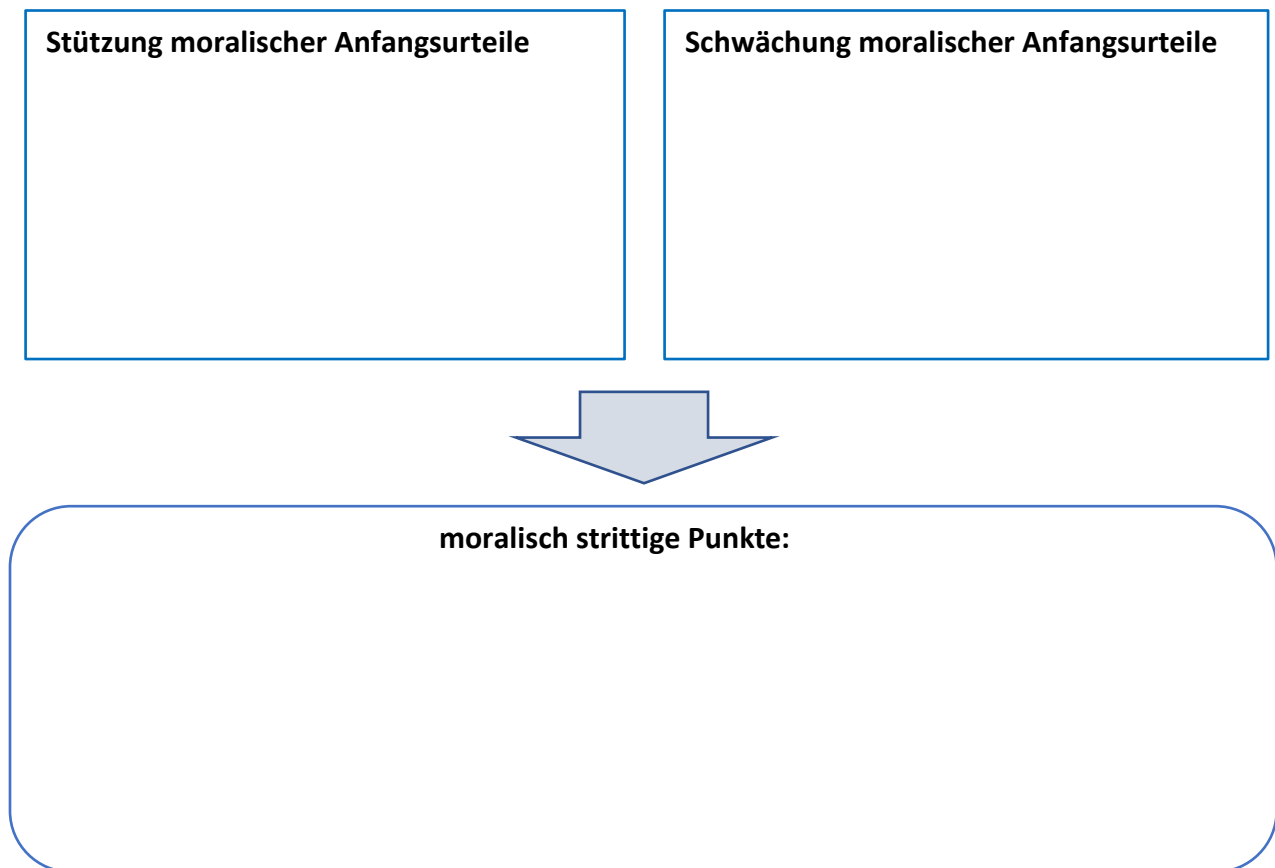 Stützung moralischer Anfangsurteile
Schwächung moralischer Anfangsurteile
moralisch strittige Punkte: